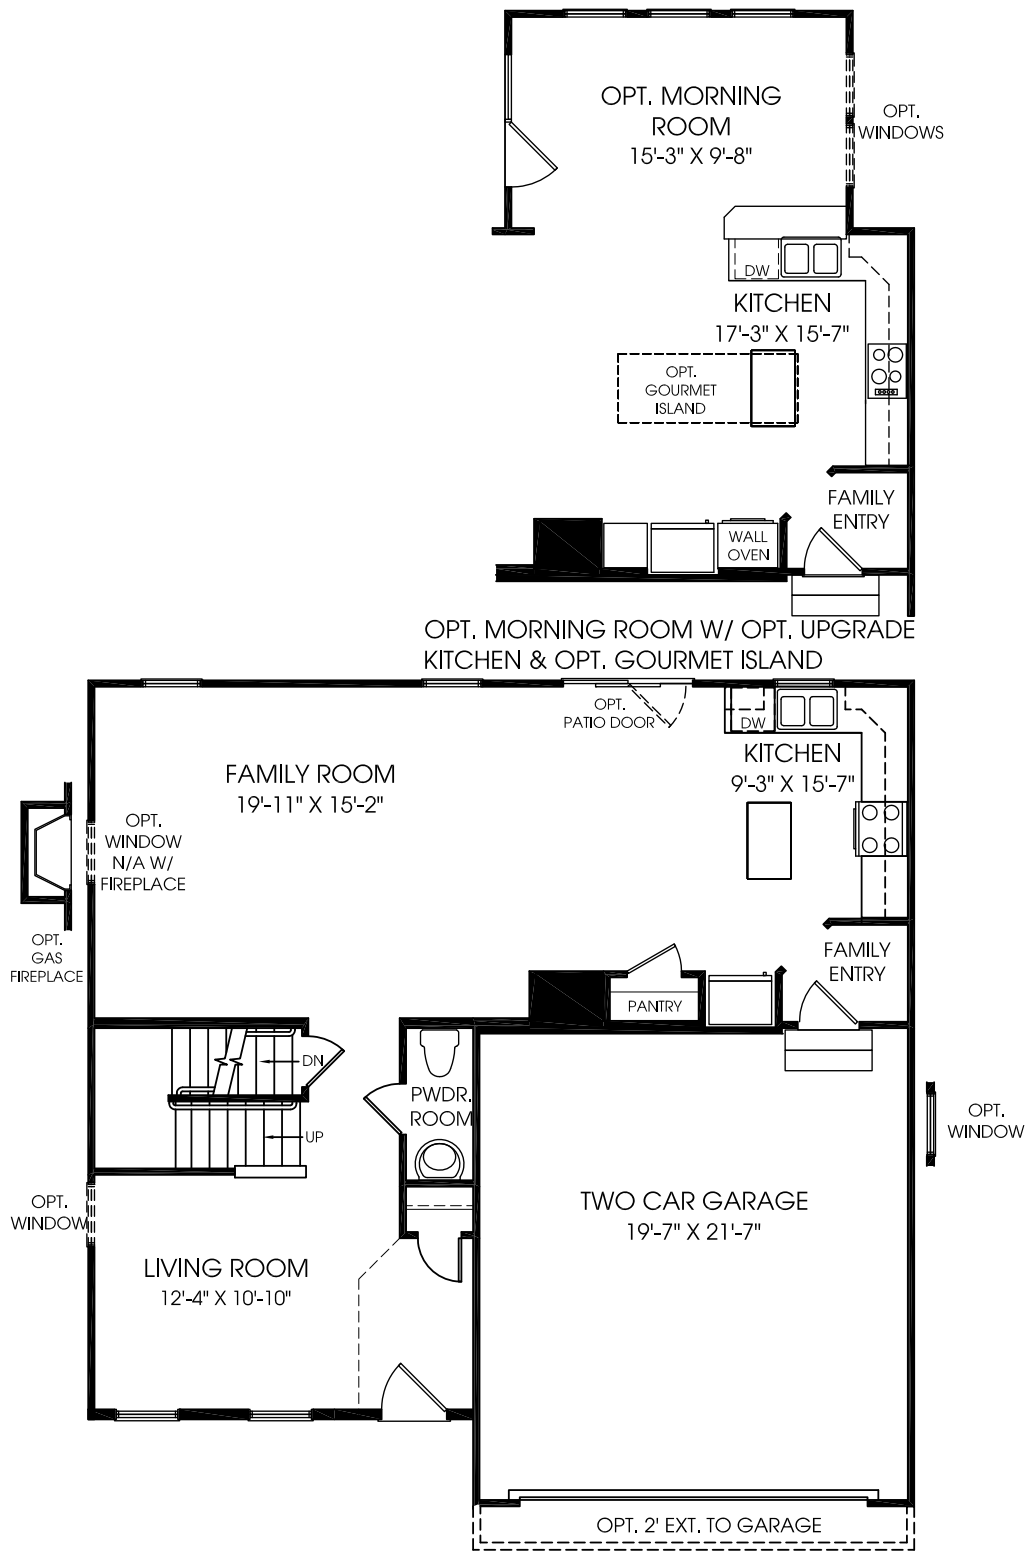 OPT. MORNING
ROOM
15'-3" X 9'-8"
OPT.
WINDOWS
DW
KITCHEN
17'-3" X 15'-7"
OPT.
GOURMET
ISLAND
FAMILY
ENTRY
WALL
OVEN
OPT. MORNING ROOM W/ OPT. UPGRADE
KITCHEN & OPT. GOURMET ISLAND
OPT.
PATIO DOOR
DW
KITCHEN
9'-3" X 15'-7"
FAMILY ROOM
19'-11" X 15'-2"
OPT.
WINDOW
N/A W/
FIREPLACE
OPT.
GAS
FIREPLACE
FAMILY
ENTRY
PANTRY
DN
UP
PWDR.
ROOM
OPT.
WINDOW
OPT.
WINDOW
TWO CAR GARAGE
19'-7" X 21'-7"
LIVING ROOM
12'-4" X 10'-10"
OPT. 2' EXT. TO GARAGE